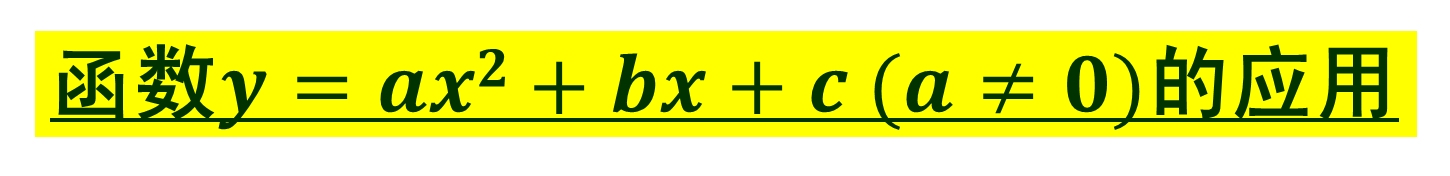 函数y = ax² + bx + c (a ≠ 0)的应用